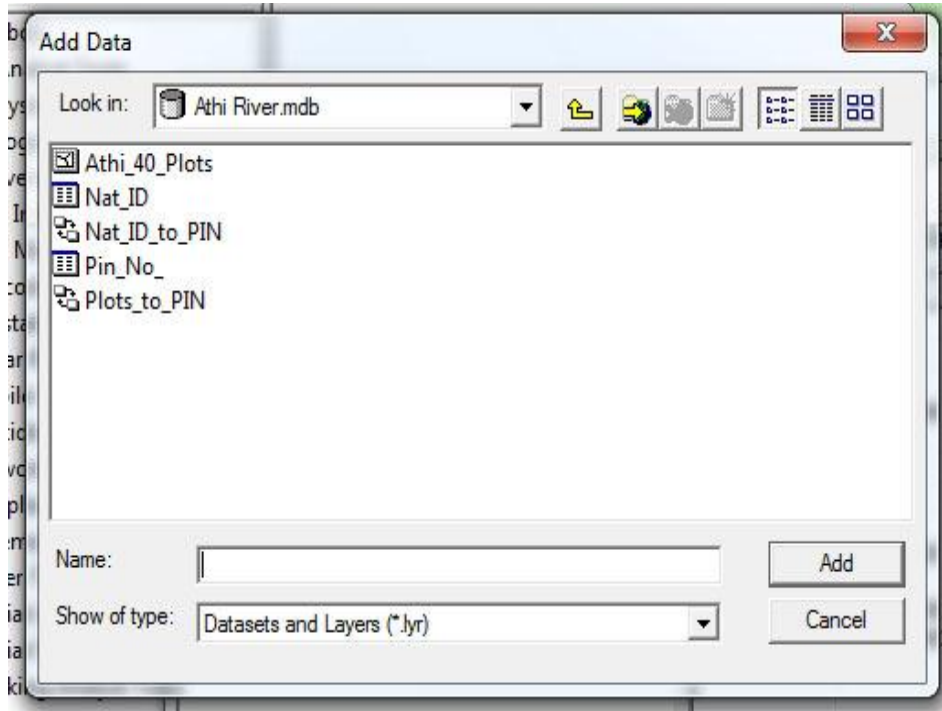 Add Data
Look in: Athi River.mdb
Athi_40_Plots
Nat_ID
Nat_ID_to_PIN
Pin_No_
Plots_to_PIN
Name: Add
Show of type: Datasets and Layers (*.lyr) Cancel